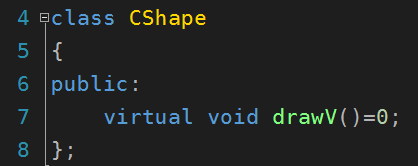 4 class CShape
5 {
6 public:
7     virtual void drawV()=0;
8 };